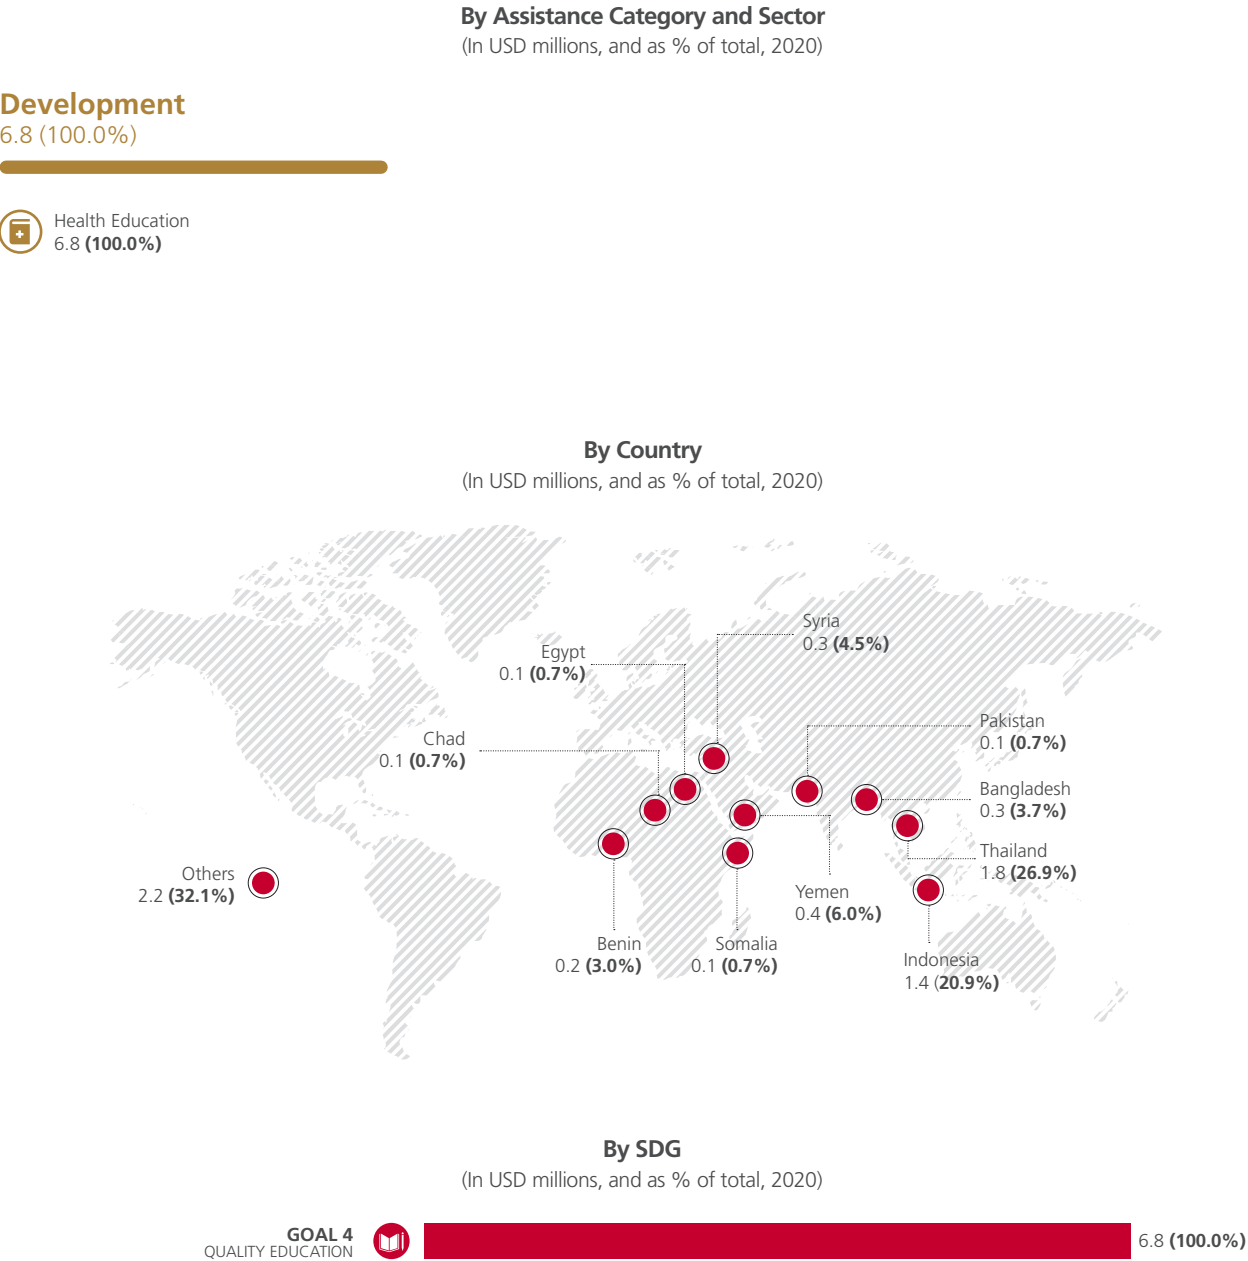 By Assistance Category and Sector
(In USD millions, and as % of total, 2020)
Development
6.8 (100.0%)
Health Education
6.8 (100.0%)
By Country
(In USD millions, and as % of total, 2020)
Syria
0.3 (4.5%)
Egypt
0.1 (0.7%)
Pakistan
0.1 (0.7%)
Chad
0.1 (0.7%)
Bangladesh
0.3 (3.7%)
Thailand
1.8 (26.9%)
Others
2.2 (32.1%)
Yemen
0.4 (6.0%)
Benin
0.2 (3.0%)
Somalia
0.1 (0.7%)
Indonesia
1.4 (20.9%)
By SDG
(In USD millions, and as % of total, 2020)
GOAL 4
QUALITY EDUCATION
6.8 (100.0%)